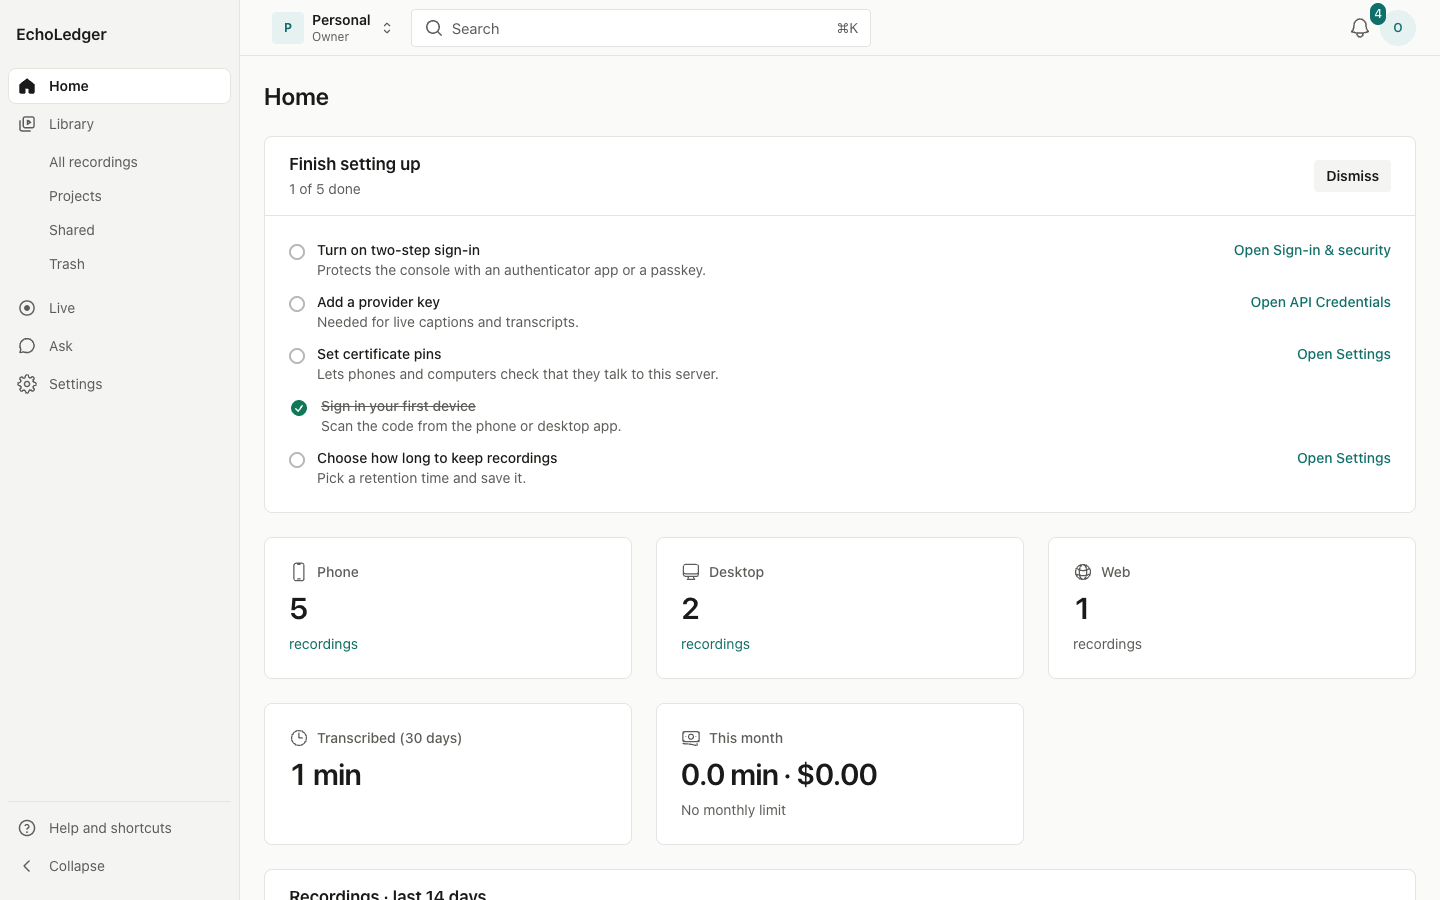 EchoLedger
P
Personal
Owner
Search
⌘K
4
O
Home
Library
All recordings
Projects
Shared
Trash
Live
Ask
Settings
Help and shortcuts
Collapse
Home
Finish setting up
1 of 5 done
Dismiss
Turn on two-step sign-in
Open Sign-in & security
Protects the console with an authenticator app or a passkey.
Add a provider key
Open API Credentials
Needed for live captions and transcripts.
Set certificate pins
Open Settings
Lets phones and computers check that they talk to this server.
Sign in your first device
Scan the code from the phone or desktop app.
Choose how long to keep recordings
Open Settings
Pick a retention time and save it.
Phone
5
recordings
Desktop
2
recordings
Web
1
recordings
Transcribed (30 days)
1 min
This month
0.0 min · $0.00
No monthly limit
Recordings · last 14 days